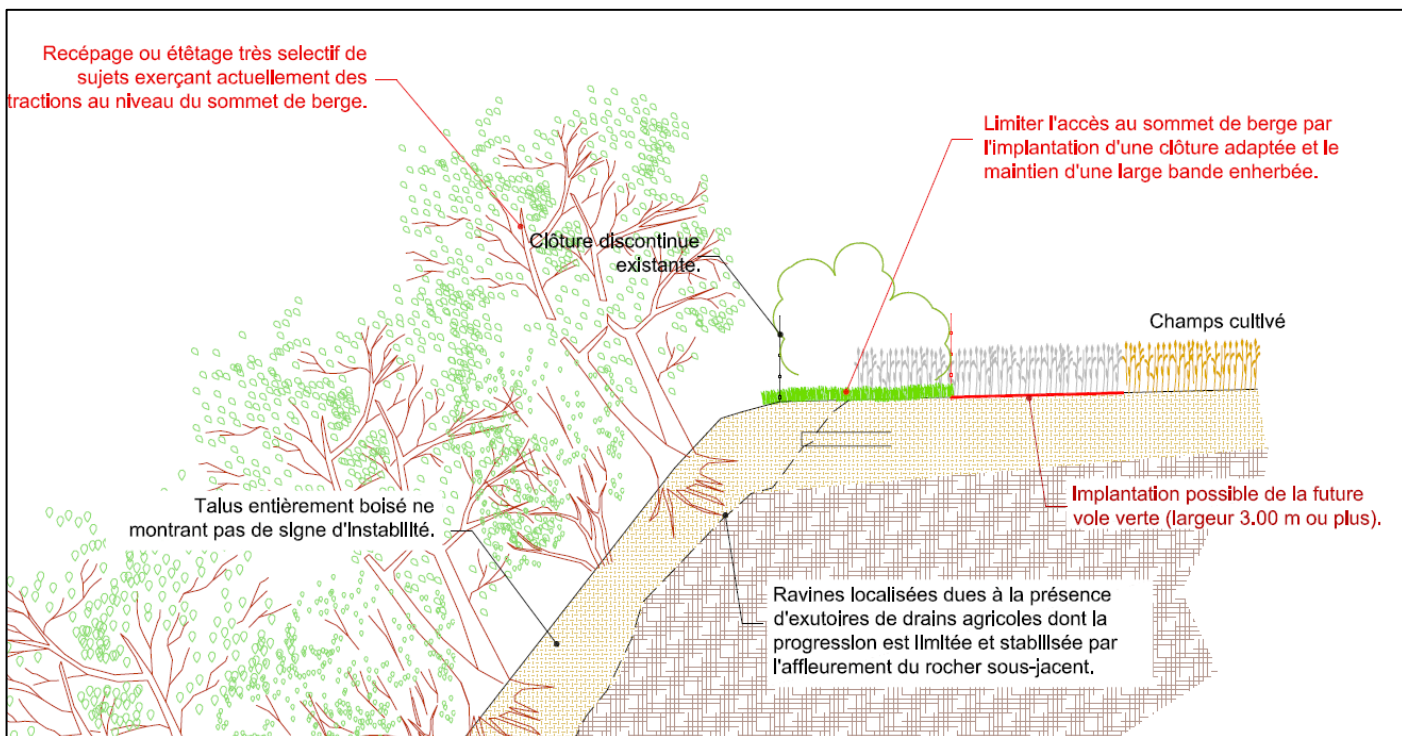 Recépage ou étêtage très selectif de
sujets exerçant actuellement des
tractions au niveau du sommet de berge.
Limiter l'accès au sommet de berge par
l'implantation d'une clôture adaptée et le
maintien d'une large bande enherbée.
Clôture discontinue
existante.
Champs cultivé
Talus entièrement boisé ne
montrant pas de signe d'instabilité.
Implantation possible de la future
voie verte (largeur 3.00 m ou plus).
Ravines localisées dues à la présence
d'exutoires de drains agricoles dont la
progression est limitée et stabilisée par
l'affleurement du rocher sous-jacent.